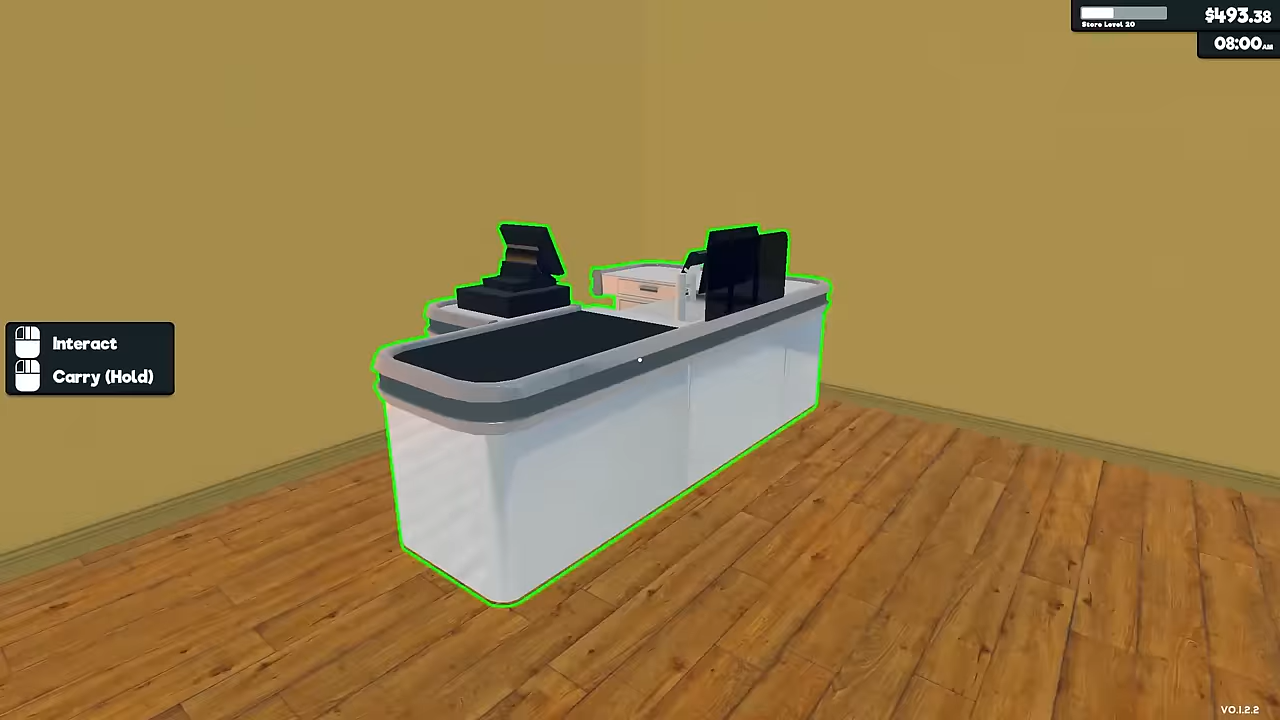 $493.38
Store Level 20
08:00AM
Interact
Carry (Hold)
V0.1.2.2